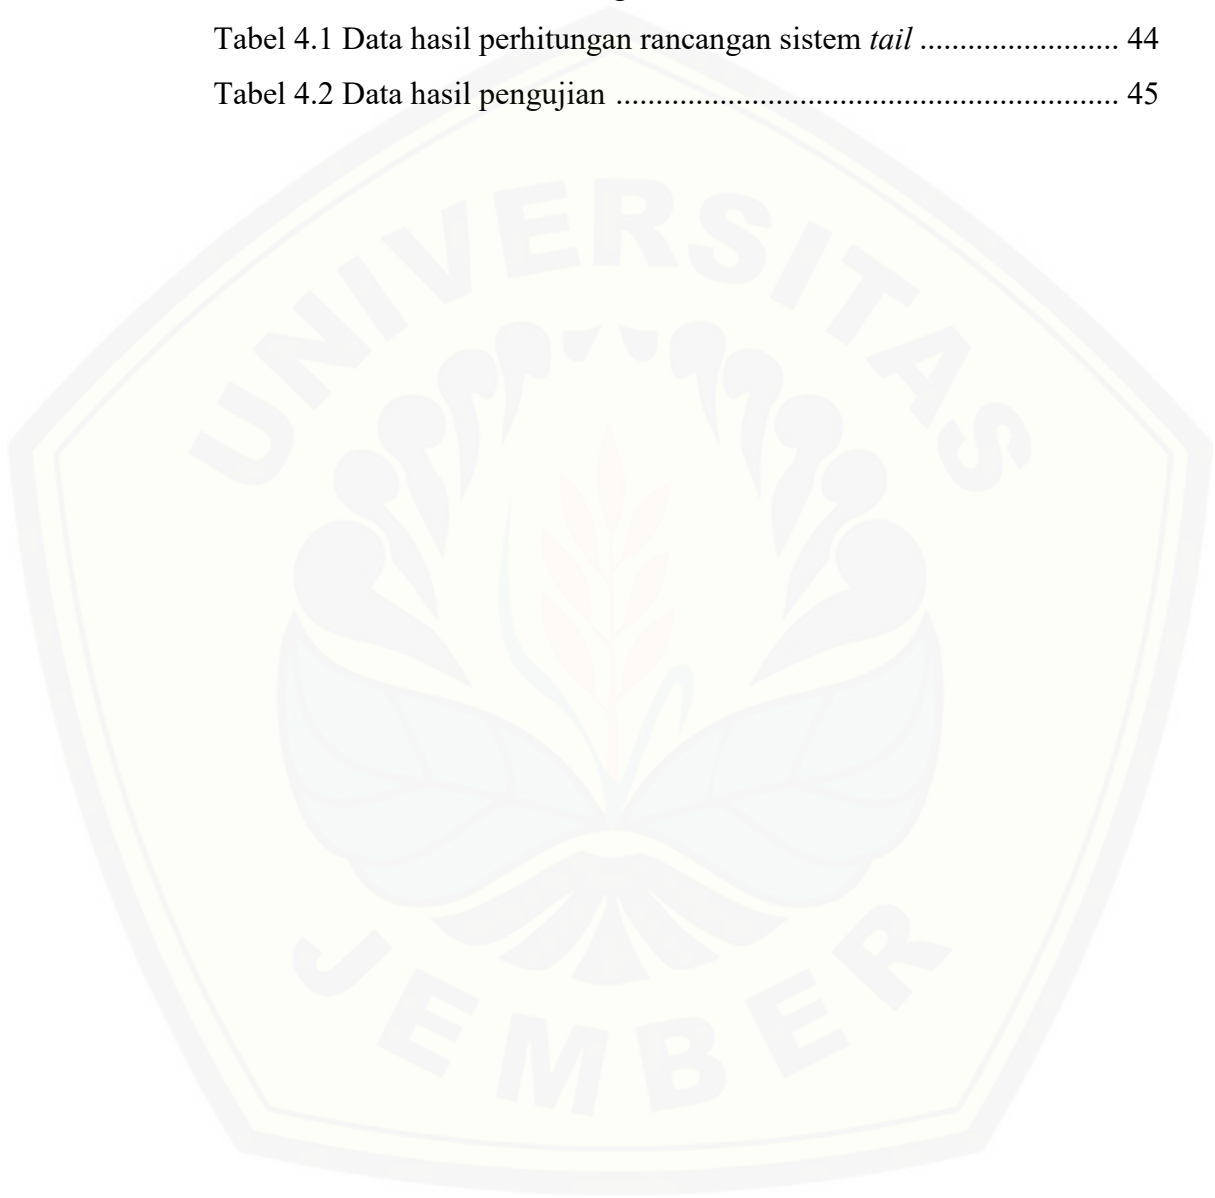 Tabel 4.1 Data hasil perhitungan rancangan sistem tail ......................... 44
Tabel 4.2 Data hasil pengujian ............................................................... 45
UNIVERSITAS
JEMBER